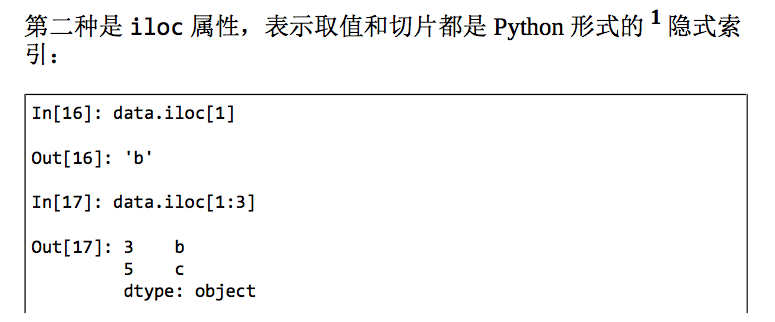 第二种是 iloc 属性，表示取值和切片都是 Python 形式的 1 隐式索
引：
In[16]: data.iloc[1]
Out[16]: 'b'
In[17]: data.iloc[1:3]
Out[17]: 3    b
5    c
dtype: object